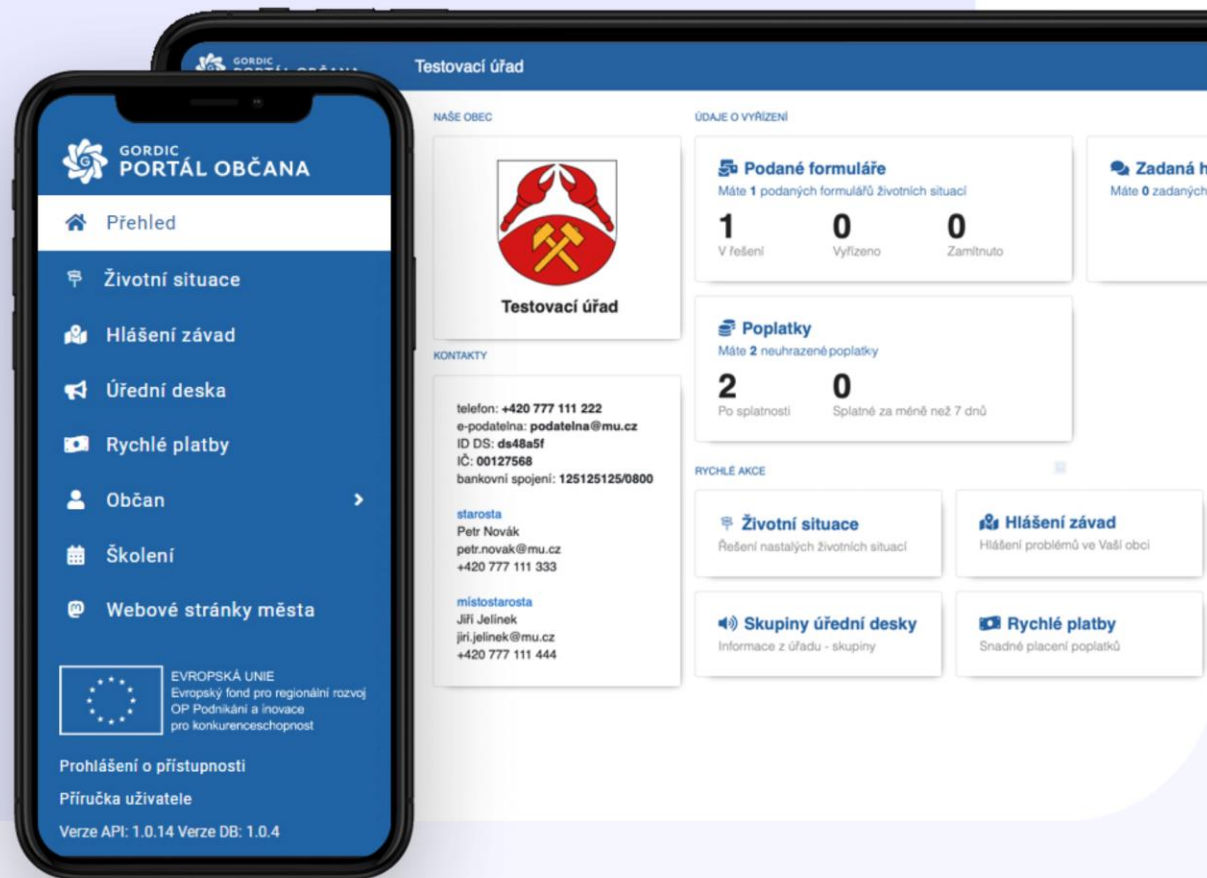 GORDIC
PORTÁL OBČANA
Přehled
Životní situace
Hlášení závad
Úřední deska
Rychlé platby
Občan
Školení
Webové stránky města
EVROPSKÁ UNIE
Evropský fond pro regionální rozvoj
OP Podnikání a inovace
pro konkurenceschopnost
Prohlášení o přístupnosti
Příručka uživatele
Verze API: 1.0.14 Verze DB: 1.0.4
GORDIC
Testovací úřad
NAŠE OBEC
Testovací úřad
KONTAKTY
telefon: +420 777 111 222
e-podatelna: podatelna@mu.cz
ID DS: ds48a5f
IČ: 00127568
bankovní spojení: 125125125/0800
starosta
Petr Novák
petr.novak@mu.cz
+420 777 111 333
místostarosta
Jiří Jelínek
jiri.jelinek@mu.cz
+420 777 111 444
ÚDAJE O VYŘÍZENÍ
Podané formuláře
Máte 1 podaných formulářů životních situací
1 0 0
V řešení Vyřízeno Zamítnuto
Zadaná h
Máte 0 zadaných
Poplatky
Máte 2 neuhrazené poplatky
2 0
Po splatnosti Splatné za méně než 7 dnů
RYCHLÉ AKCE
Životní situace
Řešení nastalých životních situací
Hlášení závad
Hlášení problémů ve Vaší obci
Skupiny úřední desky
Informace z úřadu - skupiny
Rychlé platby
Snadné placení poplatků